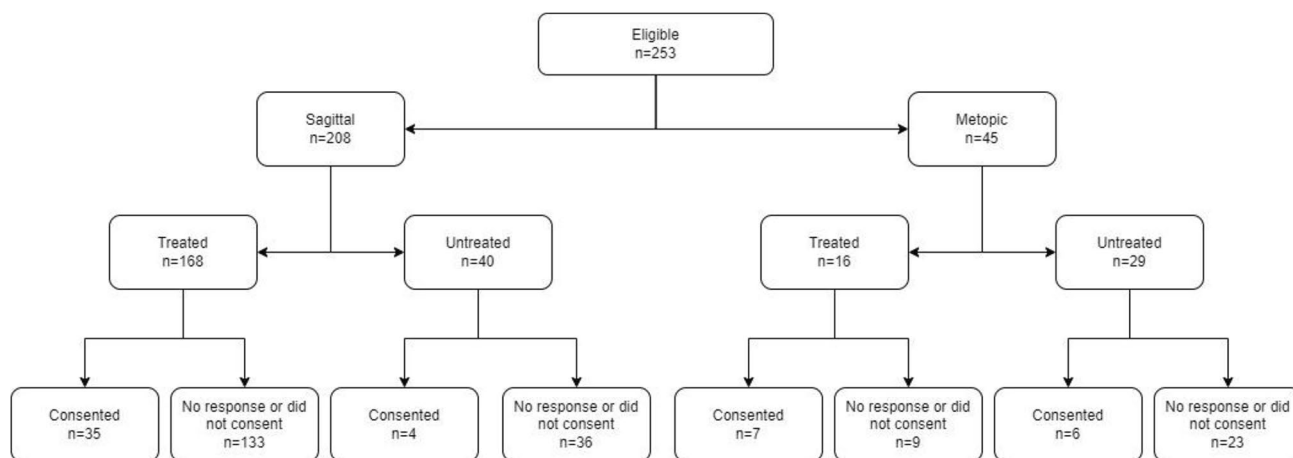 Eligible
n=253
Sagittal
n=208
Metopic
n=45
Treated
n=168
Untreated
n=40
Treated
n=16
Untreated
n=29
Consented
n=35
No response or did
not consent
n=133
Consented
n=4
No response or did
not consent
n=36
Consented
n=7
No response or did
not consent
n=9
Consented
n=6
No response or did
not consent
n=23